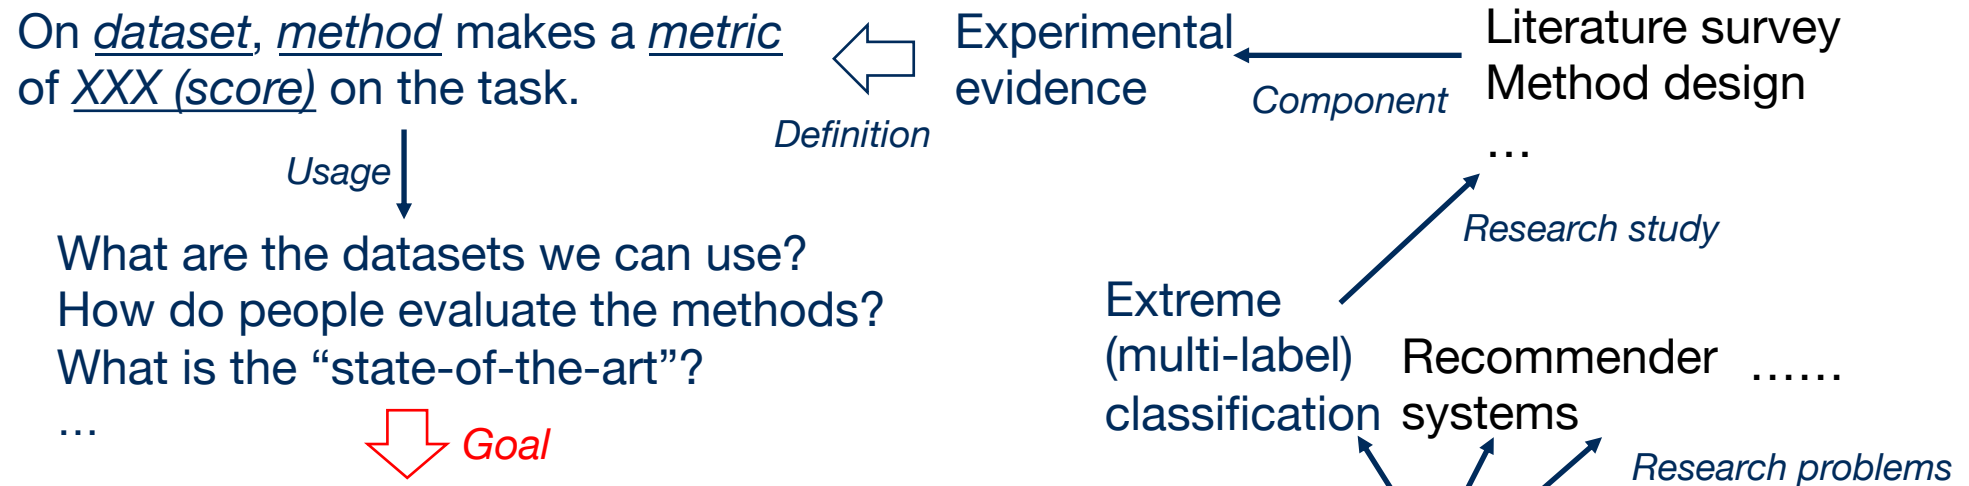 On dataset, method makes a metric
of XXX (score) on the task.
Definition
Experimental
evidence
Component
Literature survey
Method design
...
Usage
What are the datasets we can use?
How do people evaluate the methods?
What is the “state-of-the-art”?
...
Goal
Research study
Extreme
(multi-label)
classification
Recommender
systems
......
Research problems